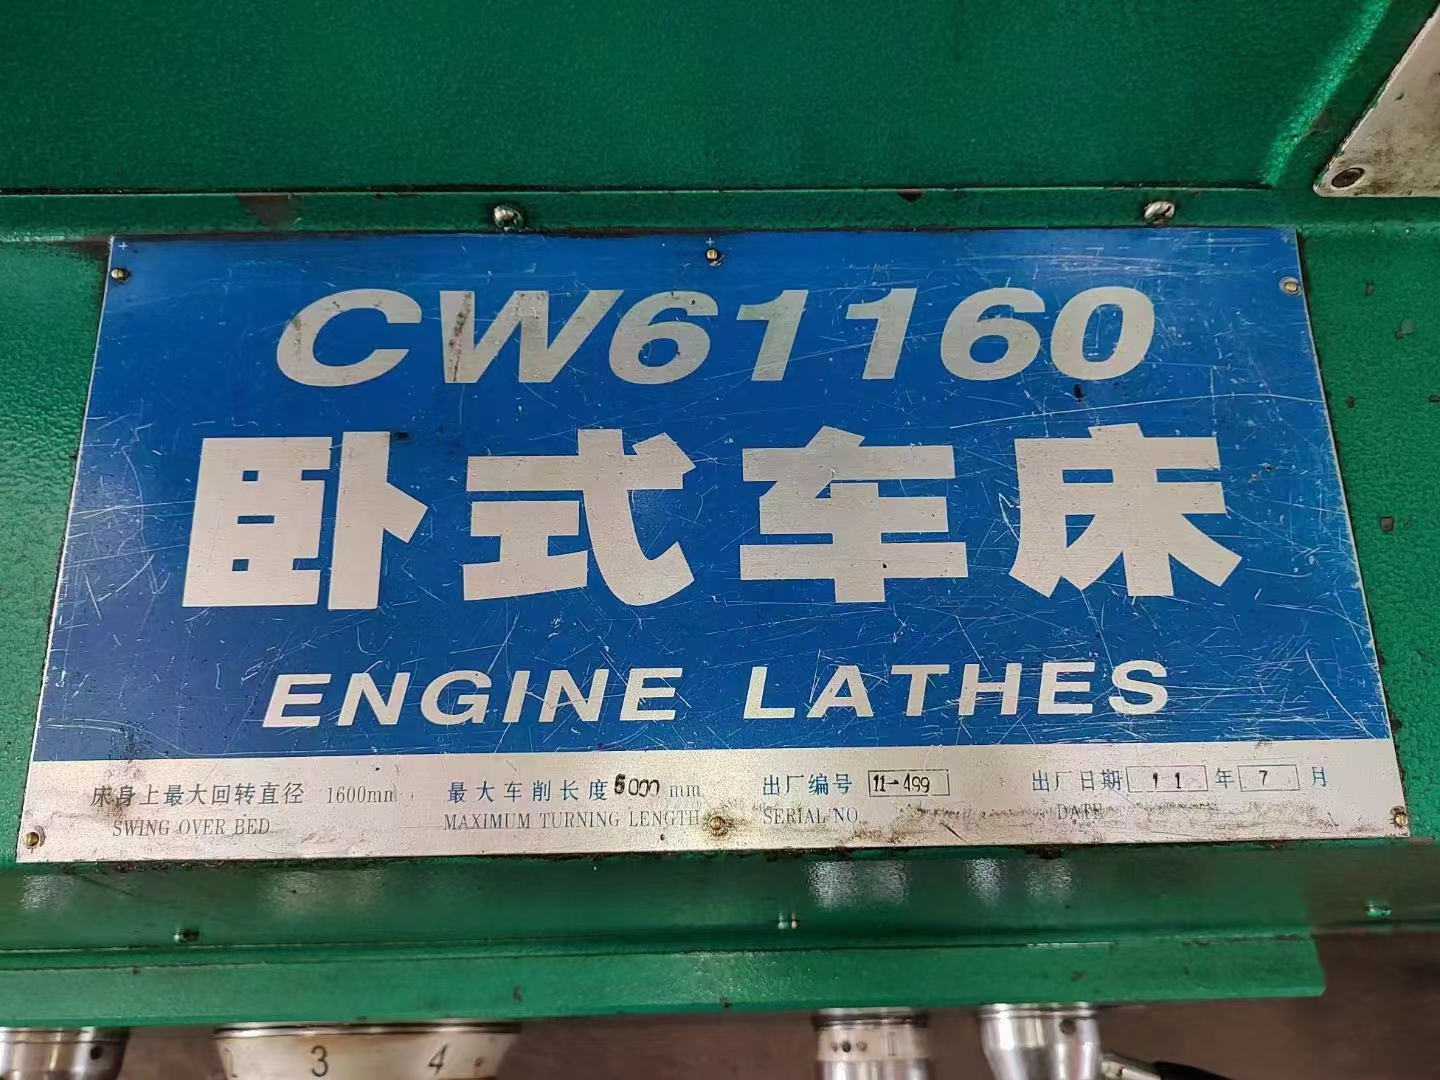 CW61160
卧式车床
ENGINE LATHES
床身上最大回转直径 1600mm 最大车削长度 6000 mm 出厂编号 11-499 出厂日期 11 年 7 月
SWING OVER BED MAXIMUM TURNING LENGTH SERIAL NO DATE
3 4